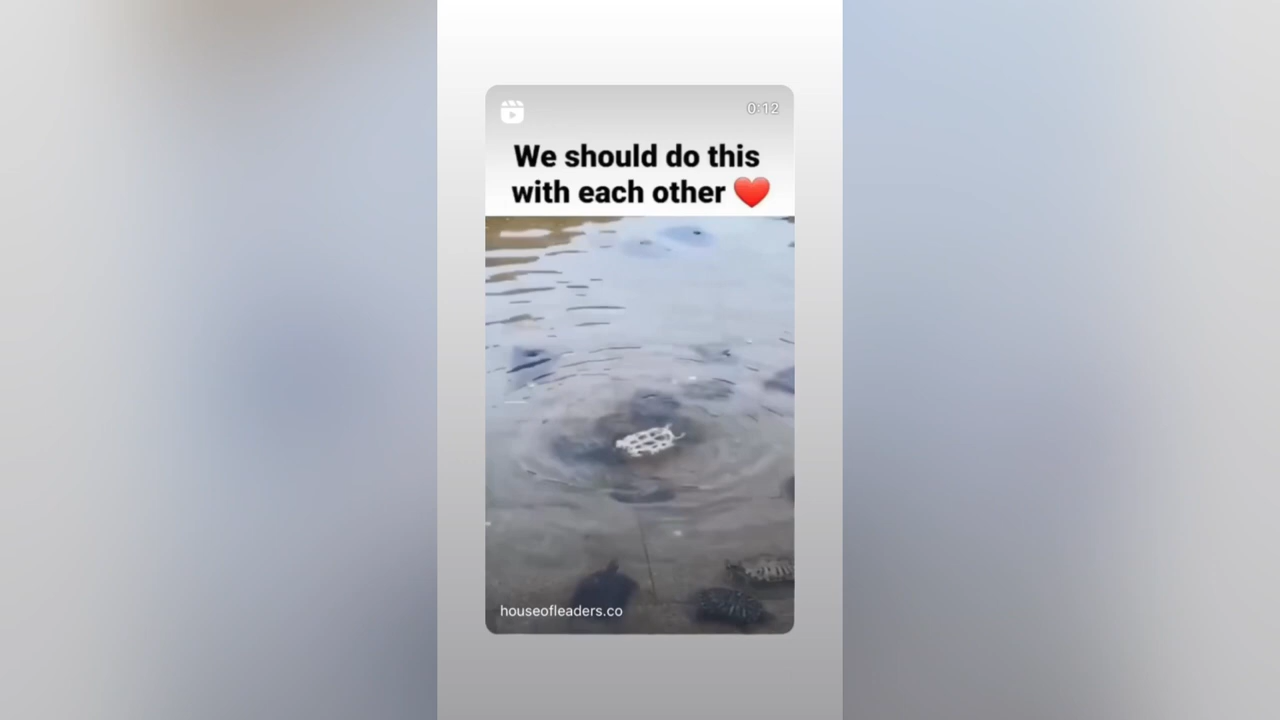 0:12
We should do this
with each other ❤️
houseofleaders.co